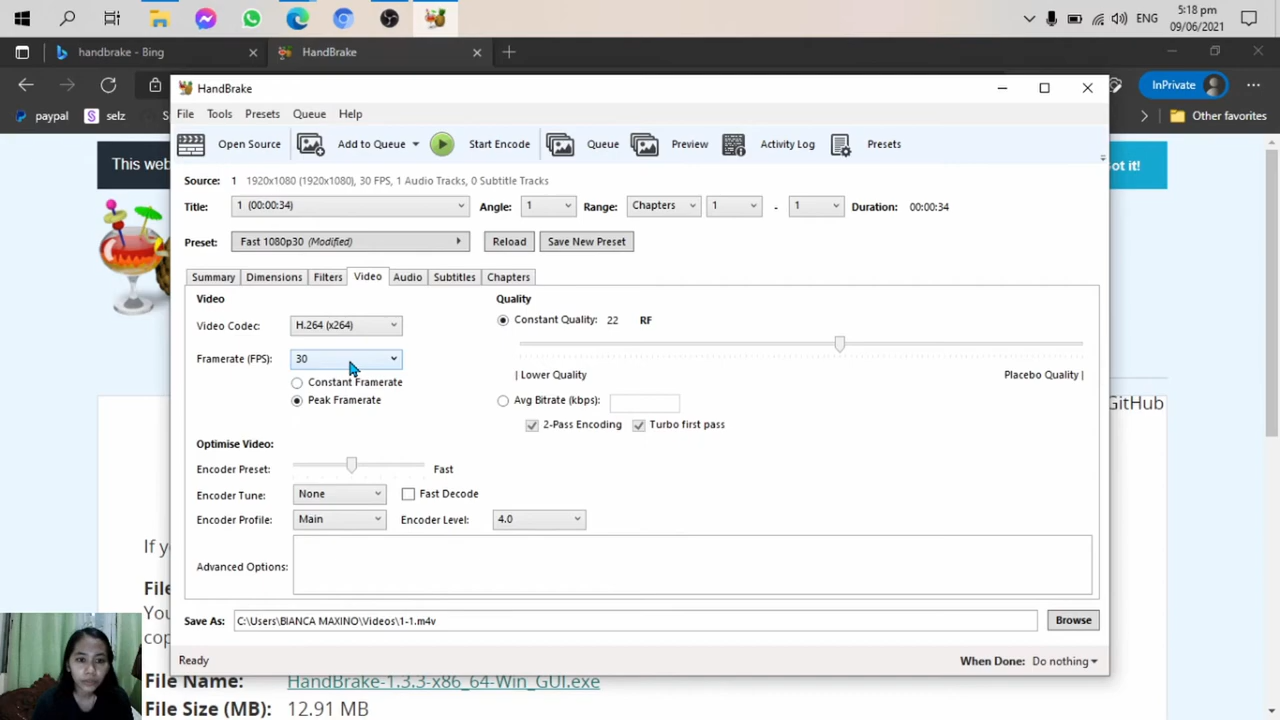 5:18 pm
ENG
09/06/2021
handbrake - Bing
HandBrake
InPrivate
paypal
selz
Other favorites
HandBrake
File Tools Presets Queue Help
Open Source Add to Queue Start Encode Queue Preview Activity Log Presets
This web
ot it!
Source: 1 1920x1080 (1920x1080), 30 FPS, 1 Audio Tracks, 0 Subtitle Tracks
Title: 1 (00:00:34) Angle: 1 Range: Chapters 1 - 1 Duration: 00:00:34
Preset: Fast 1080p30 (Modified) Reload Save New Preset
Summary Dimensions Filters Video Audio Subtitles Chapters
Video Quality
Video Codec: H.264 (x264) Constant Quality: 22 RF
Framerate (FPS): 30
| Lower Quality Placebo Quality |
Constant Framerate
Peak Framerate Avg Bitrate (kbps):
2-Pass Encoding Turbo first pass
GitHub
Optimise Video:
Encoder Preset: Fast
Encoder Tune: None Fast Decode
Encoder Profile: Main Encoder Level: 4.0
Advanced Options:
If y
File
You
cop
Save As: C:\Users\BIANCA MAXINO\Videos\1-1.m4v Browse
Ready When Done: Do nothing
File Name: HandBrake-1.3.3-x86_64-Win_GUI.exe
File Size (MB): 12.91 MB